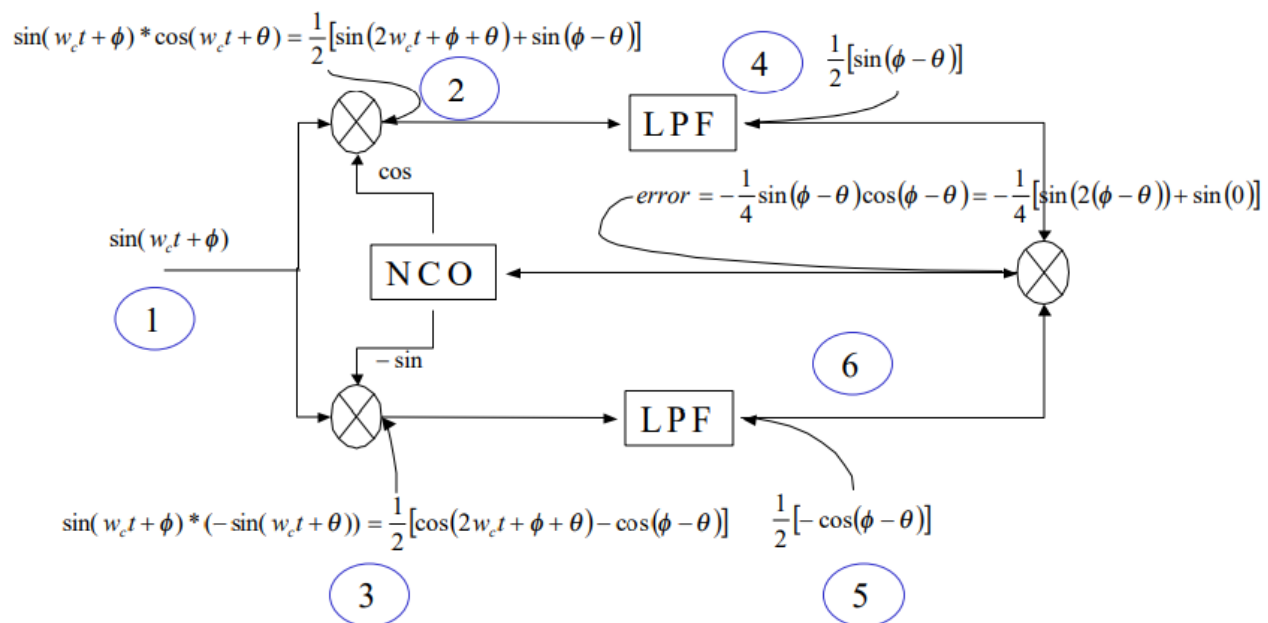 sin( w_c t + ϕ) * cos( w_c t + θ) = 1/2 [sin(2w_c t + ϕ + θ) + sin(ϕ − θ)]
2
4
1/2 [sin(ϕ − θ)]
LPF
cos
error = − 1/4 sin(ϕ − θ)cos(ϕ − θ) = − 1/4 [sin(2(ϕ − θ)) + sin(0)]
sin( w_c t + ϕ)
NCO
1
− sin
6
LPF
sin( w_c t + ϕ) * (− sin( w_c t + θ)) = 1/2 [cos(2w_c t + ϕ + θ) − cos(ϕ − θ)]
1/2 [− cos(ϕ − θ)]
3
5